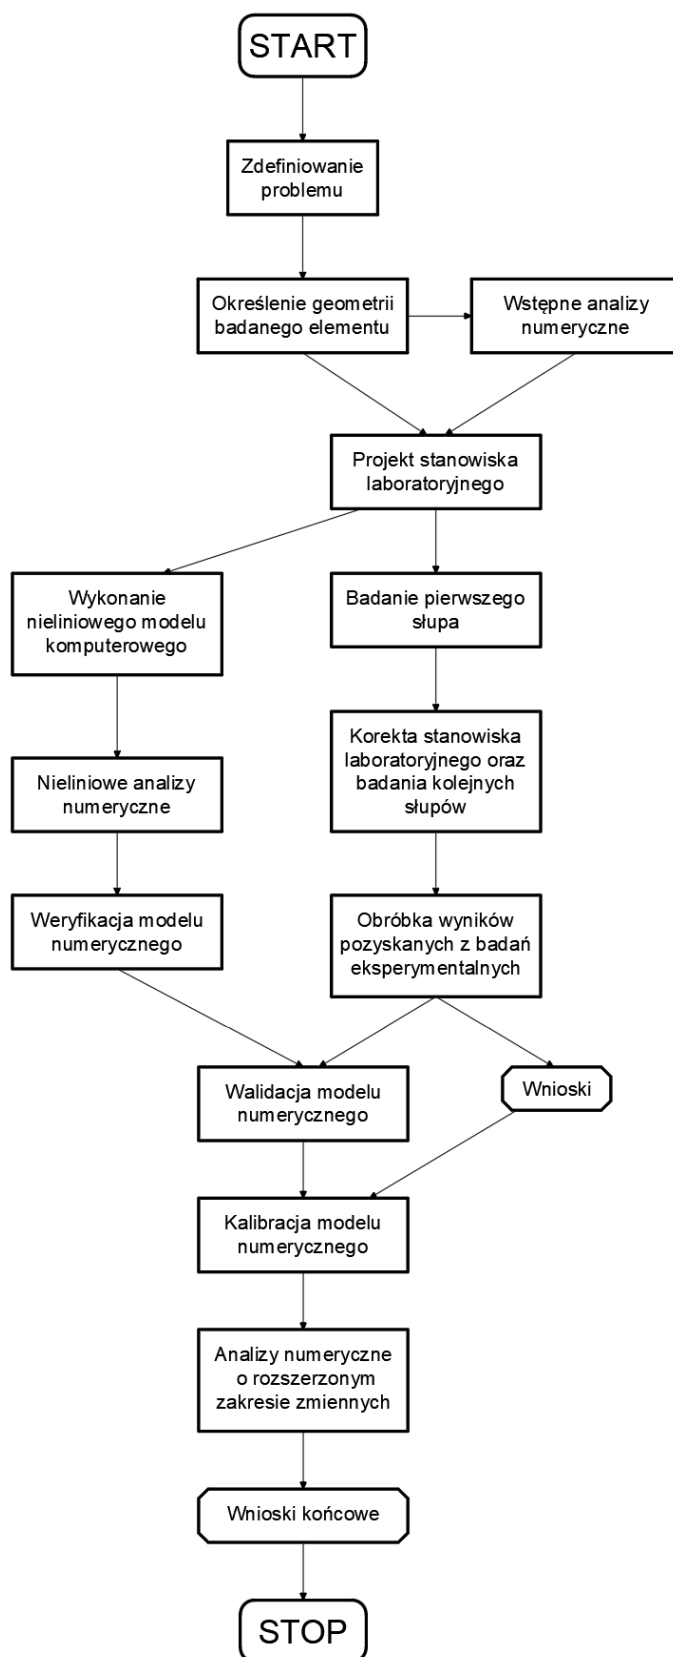 START
Zdefiniowanie
problemu
Określenie geometrii
badanego elementu
Wstępne analizy
numeryczne
Projekt stanowiska
laboratoryjnego
Wykonanie
nieliniowego modelu
komputerowego
Badanie pierwszego
słupa
Nieliniowe analizy
numeryczne
Korekta stanowiska
laboratoryjnego oraz
badania kolejnych
słupów
Weryfikacja modelu
numerycznego
Obróbka wyników
pozyskanych z badań
eksperymentalnych
Walidacja modelu
numerycznego
Wnioski
Kalibracja modelu
numerycznego
Analizy numeryczne
o rozszerzonym
zakresie zmiennych
Wnioski końcowe
STOP